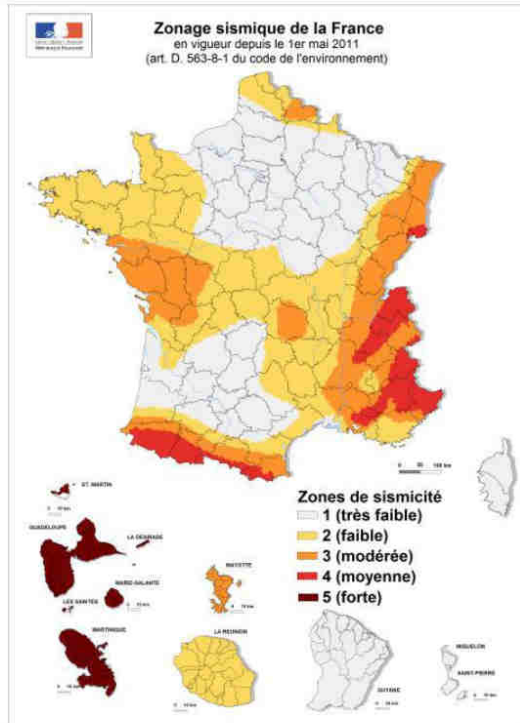 Zonage sismique de la France
en vigueur depuis le 1er mai 2011
(art. D. 563-8-1 du code de l'environnement)
Zones de sismicité
1 (très faible)
2 (faible)
3 (modérée)
4 (moyenne)
5 (forte)
ST. MARTIN
GUADELOUPE
LA DESIRADE
MARIE-GALANTE
LES SAINTES
MARTINIQUE
MAYOTTE
LA REUNION
GUYANE
MIQUELON
SAINT-PIERRE